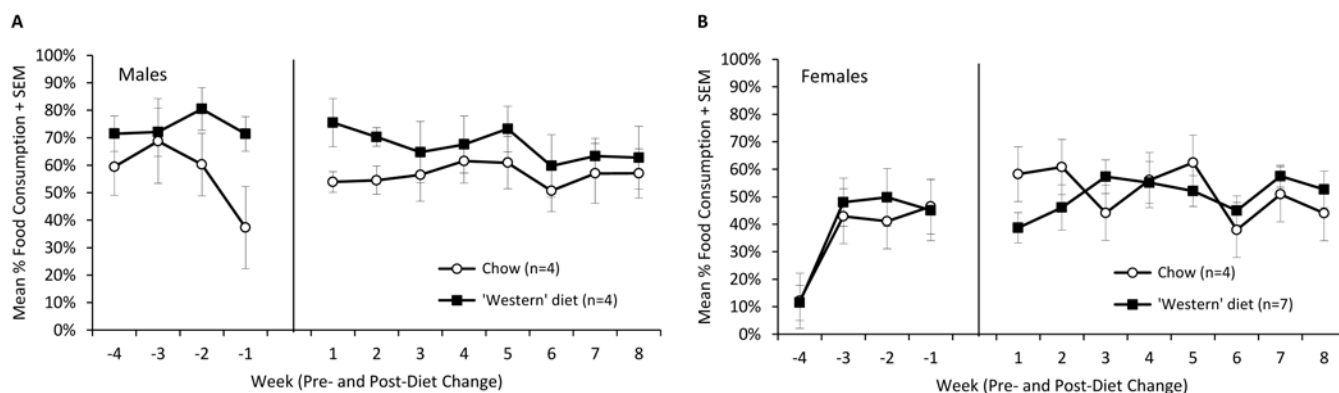 A
Mean % Food Consumption + SEM
100%
90%
80%
70%
60%
50%
40%
30%
20%
10%
0%
Males
Chow (n=4)
'Western' diet (n=4)
-4 -3 -2 -1 1 2 3 4 5 6 7 8
Week (Pre- and Post-Diet Change)
B
Mean % Food Consumption + SEM
100%
90%
80%
70%
60%
50%
40%
30%
20%
10%
0%
Females
Chow (n=4)
'Western' diet (n=7)
-4 -3 -2 -1 1 2 3 4 5 6 7 8
Week (Pre- and Post-Diet Change)